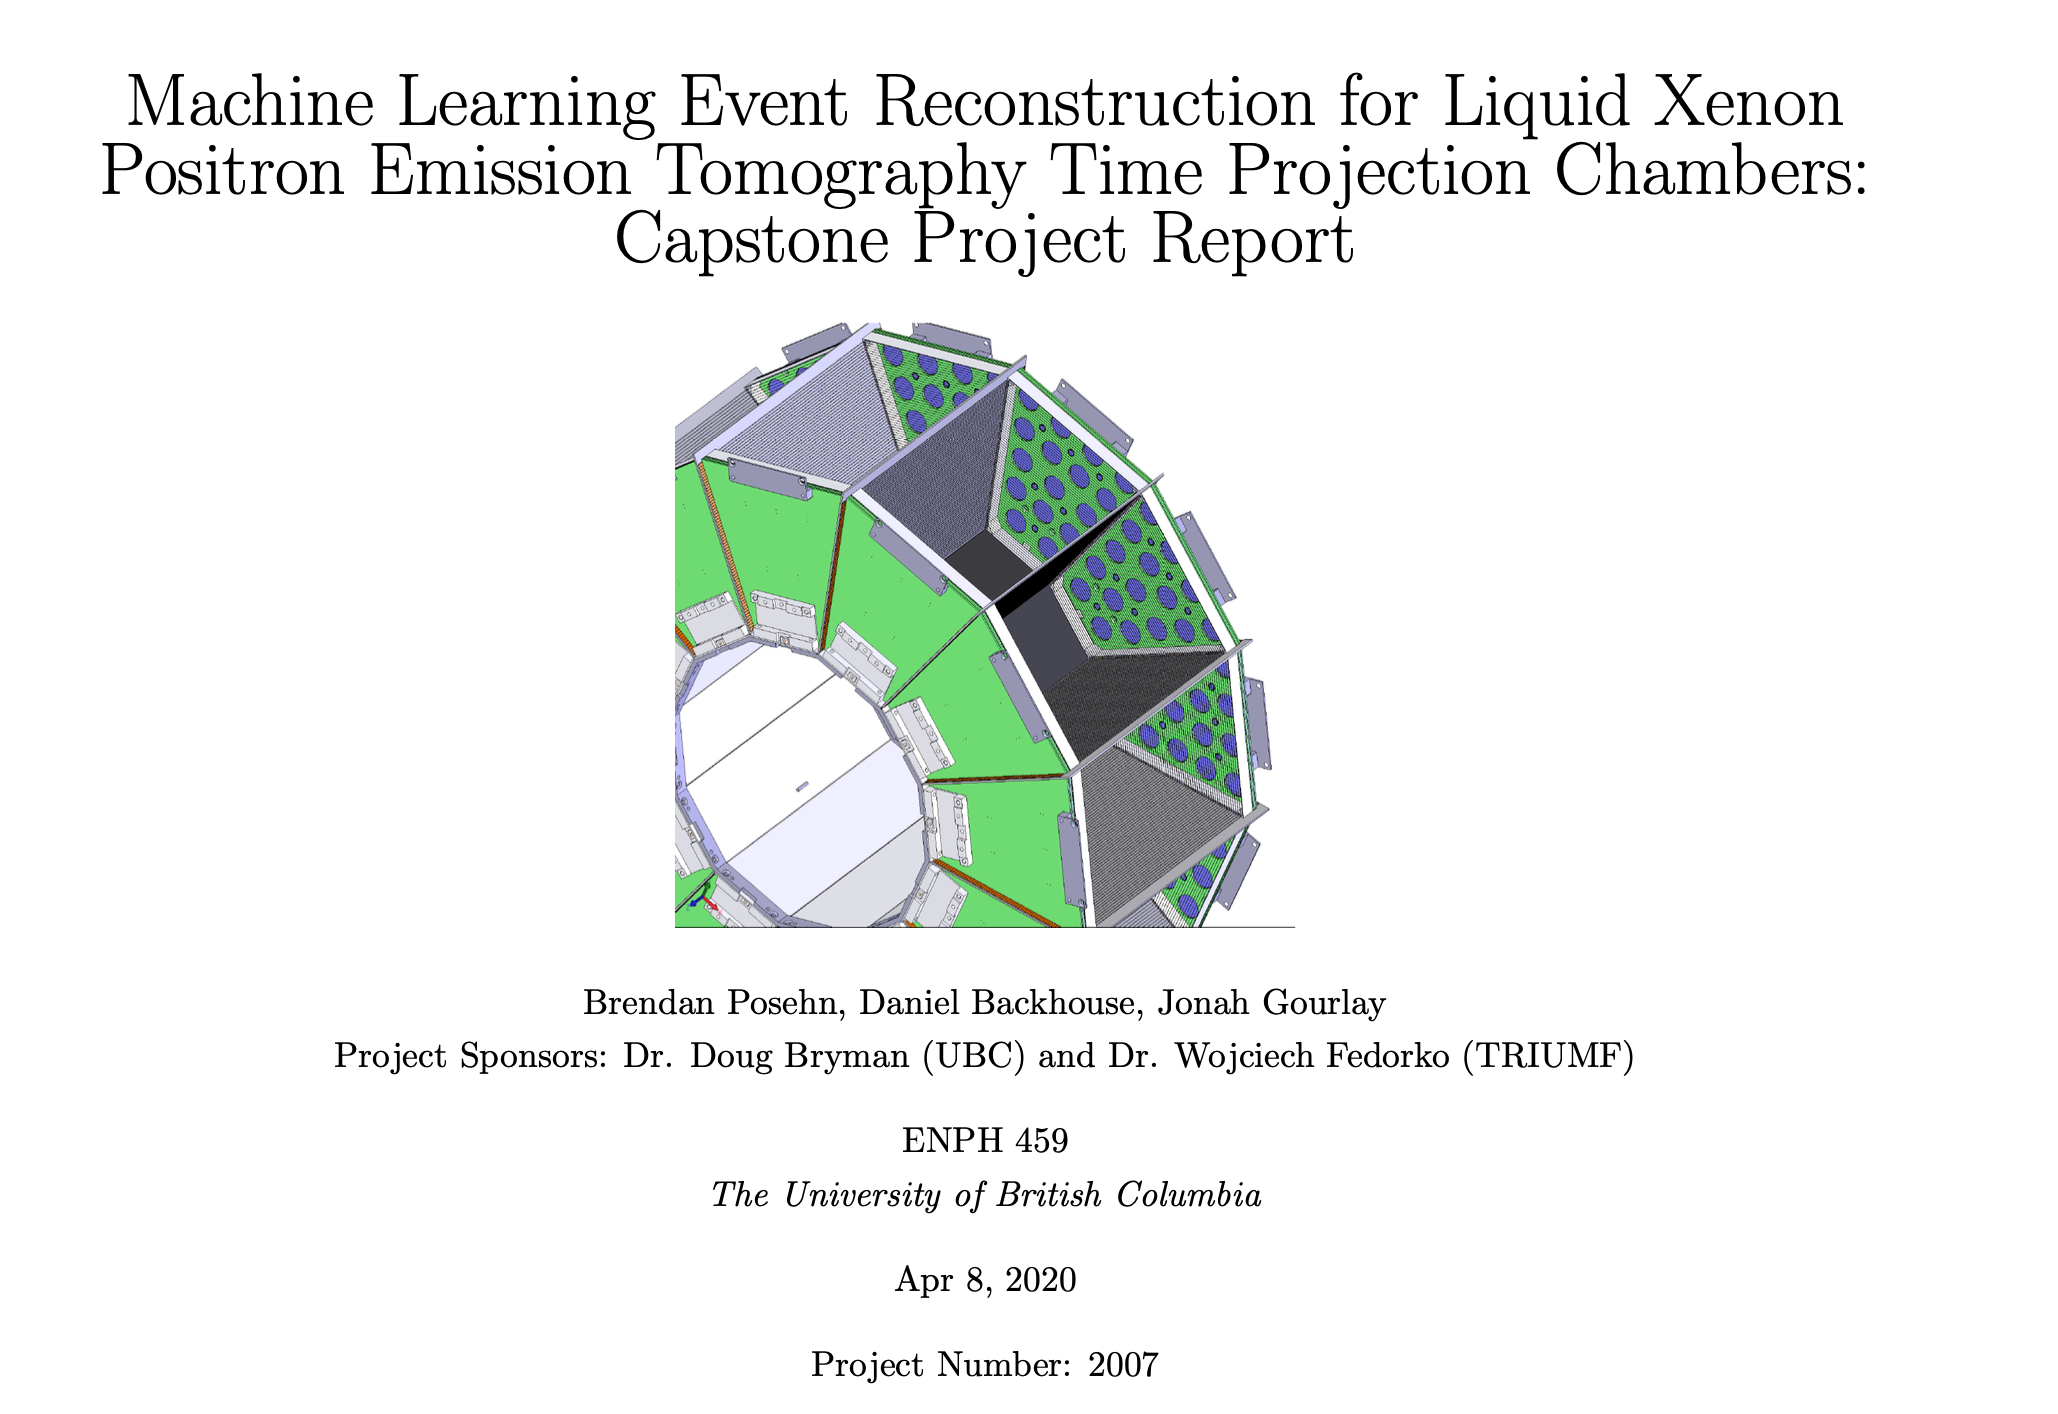 Machine Learning Event Reconstruction for Liquid Xenon
Positron Emission Tomography Time Projection Chambers:
Capstone Project Report
Brendan Posehn, Daniel Backhouse, Jonah Gourlay
Project Sponsors: Dr. Doug Bryman (UBC) and Dr. Wojciech Fedorko (TRIUMF)
ENPH 459
The University of British Columbia
Apr 8, 2020
Project Number: 2007